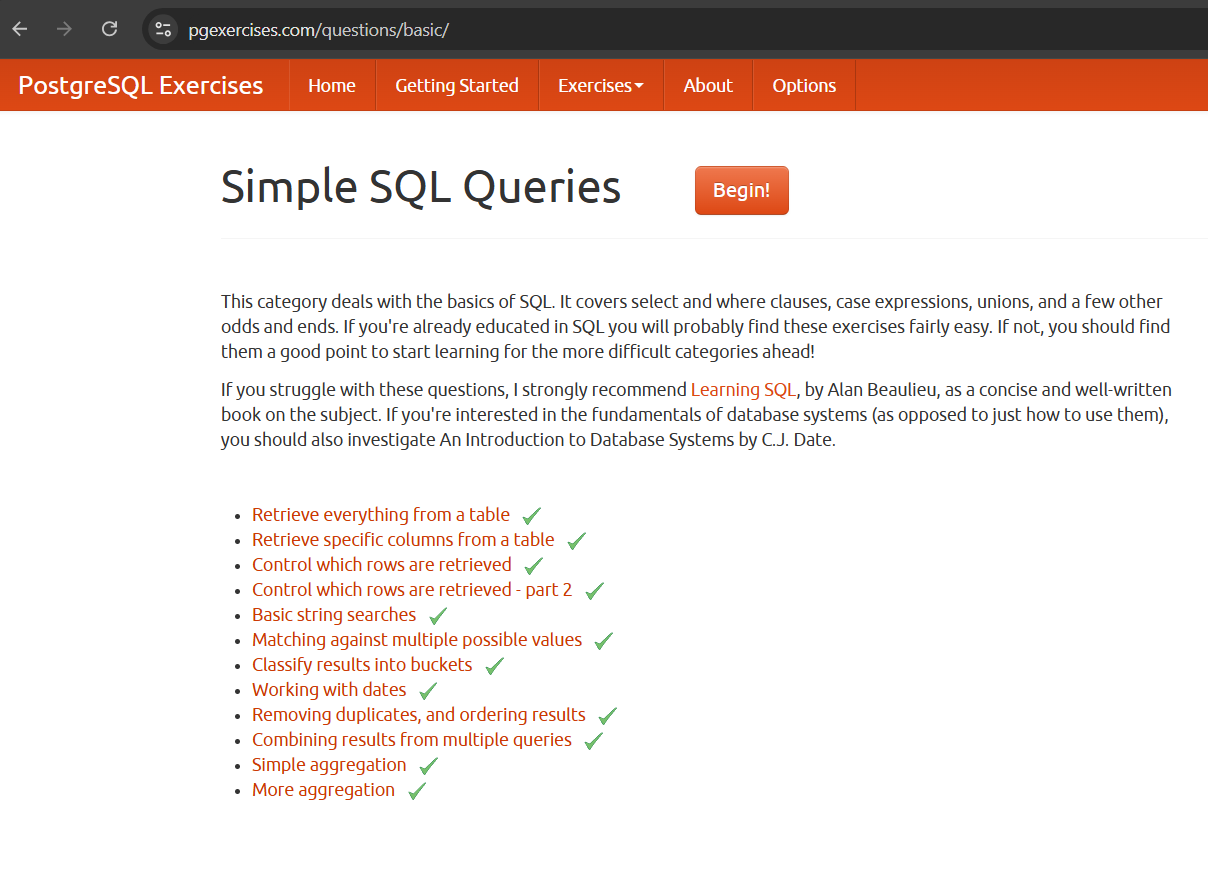 pgexercises.com/questions/basic/
PostgreSQL Exercises Home Getting Started Exercises About Options
Simple SQL Queries Begin!
This category deals with the basics of SQL. It covers select and where clauses, case expressions, unions, and a few other
odds and ends. If you're already educated in SQL you will probably find these exercises fairly easy. If not, you should find
them a good point to start learning for the more difficult categories ahead!
If you struggle with these questions, I strongly recommend Learning SQL, by Alan Beaulieu, as a concise and well-written
book on the subject. If you're interested in the fundamentals of database systems (as opposed to just how to use them),
you should also investigate An Introduction to Database Systems by C.J. Date.
Retrieve everything from a table
Retrieve specific columns from a table
Control which rows are retrieved
Control which rows are retrieved - part 2
Basic string searches
Matching against multiple possible values
Classify results into buckets
Working with dates
Removing duplicates, and ordering results
Combining results from multiple queries
Simple aggregation
More aggregation